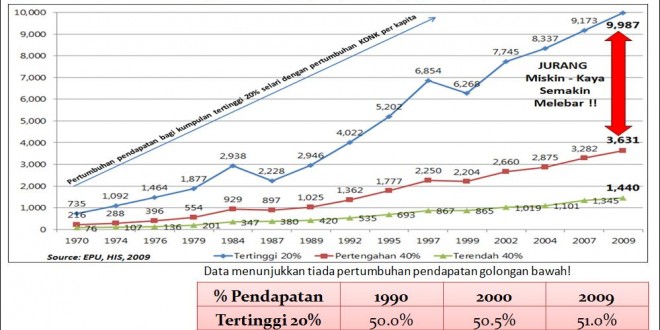 10,000
9,000
8,000
7,000
6,000
5,000
4,000
3,000
2,000
1,000
0
Pertumbuhan pendapatan bagi kumpulan tertinggi 20% selari dengan pertumbuhan KDNK per kapita
735 1,092 1,464 1,877 2,938 2,228 2,946 4,022 5,202 6,854 6,268 7,745 8,337 9,173 9,987
JURANG
Miskin - Kaya
Semakin
Melebar !!
216 288 396 554 929 897 1,025 1,362 1,777 2,250 2,204 2,660 2,875 3,282 3,631
76 107 136 201 347 380 420 535 693 867 865 1,019 1,101 1,345 1,440
1970 1974 1976 1979 1984 1987 1989 1992 1995 1997 1999 2002 2004 2007 2009
Source: EPU, HIS, 2009
Tertinggi 20% Pertengahan 40% Terendah 40%
Data menunjukkan tiada pertumbuhan pendapatan golongan bawah!
% Pendapatan 1990 2000 2009
Tertinggi 20% 50.0% 50.5% 51.0%